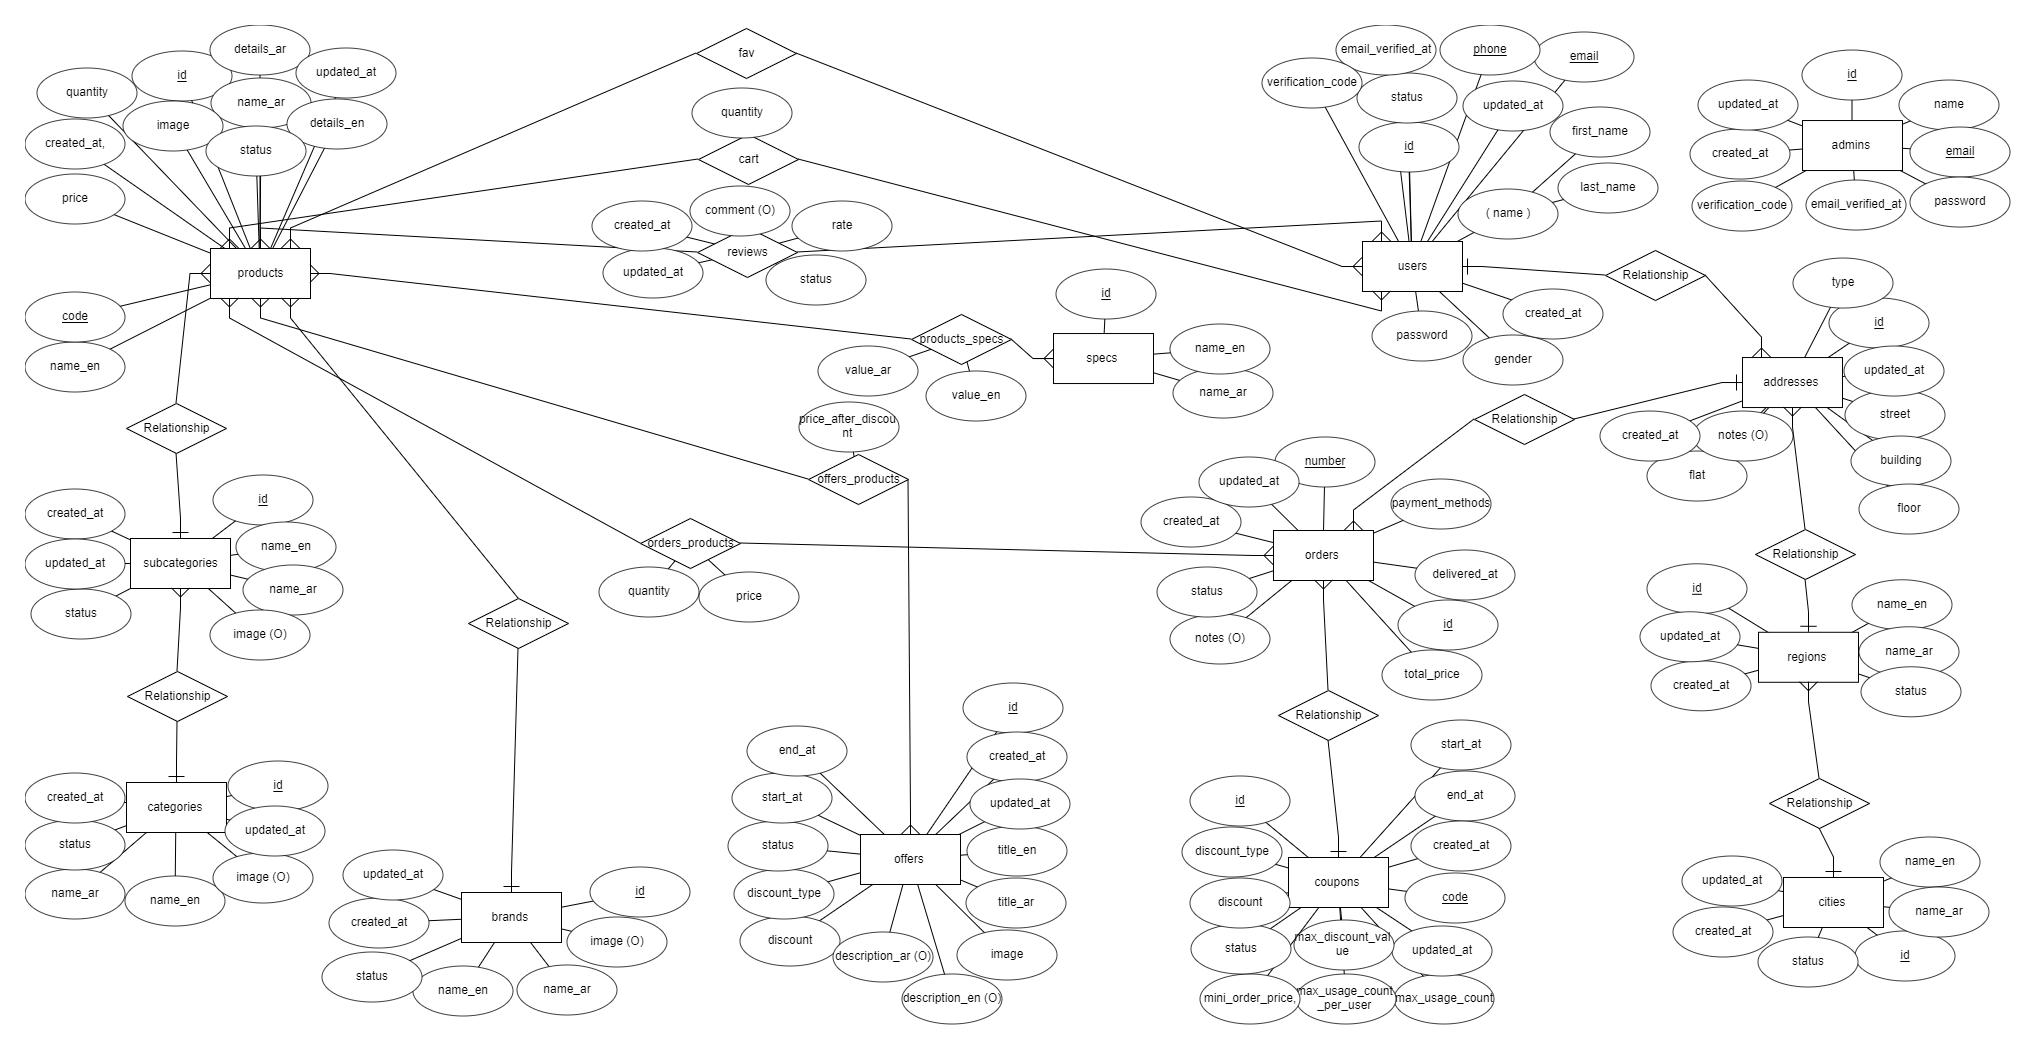 details_ar
id
updated_at
quantity
name_ar
image
details_en
created_at,
status
price
products
code
name_en
fav
quantity
cart
comment (O)
created_at
rate
reviews
updated_at
status
email_verified_at
phone
email
verification_code
status
updated_at
first_name
id
last_name
( name )
users
created_at
password
gender
id
updated_at
name
admins
created_at
email
verification_code
email_verified_at
password
Relationship
type
id
addresses
updated_at
street
created_at
notes (O)
building
flat
floor
id
products_specs
specs
name_en
name_ar
value_ar
value_en
price_after_discou
nt
offers_products
Relationship
Relationship
number
updated_at
payment_methods
created_at
orders
delivered_at
status
id
notes (O)
total_price
orders_products
quantity
price
Relationship
created_at
id
name_en
updated_at
subcategories
name_ar
status
image (O)
Relationship
Relationship
id
name_en
updated_at
name_ar
regions
created_at
status
Relationship
Relationship
created_at
id
categories
updated_at
status
image (O)
name_ar
name_en
updated_at
id
created_at
brands
image (O)
status
name_en
name_ar
id
end_at
created_at
start_at
updated_at
status
title_en
offers
discount_type
title_ar
discount
description_ar (O)
image
description_en (O)
start_at
id
end_at
discount_type
created_at
coupons
discount
code
status
max_discount_val
ue
updated_at
mini_order_price,
max_usage_count
_per_user
max_usage_count
name_en
updated_at
cities
name_ar
created_at
status
id